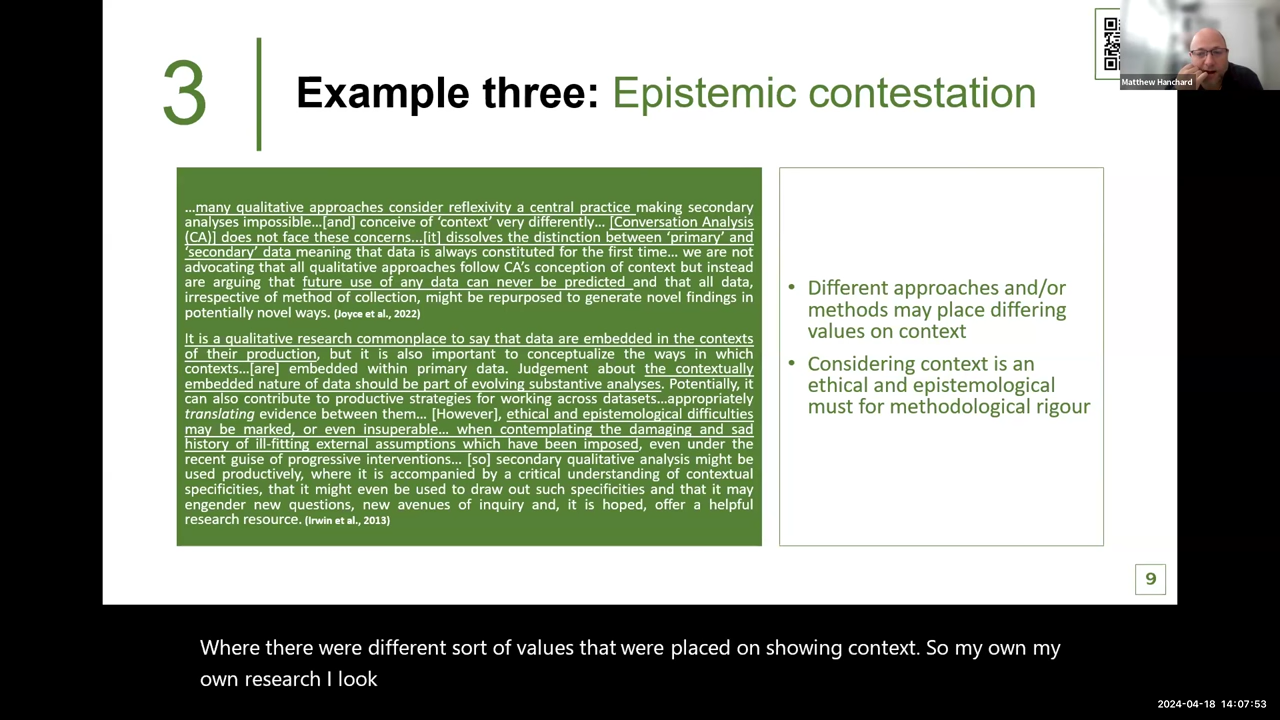 3
Example three: Epistemic contestation
Matthew Hanchard
…many qualitative approaches consider reflexivity a central practice making secondary
analyses impossible…[and] conceive of ‘context’ very differently… [Conversation Analysis
(CA)] does not face these concerns...[it] dissolves the distinction between ‘primary’ and
‘secondary’ data meaning that data is always constituted for the first time… we are not
advocating that all qualitative approaches follow CA’s conception of context but instead
are arguing that future use of any data can never be predicted and that all data,
irrespective of method of collection, might be repurposed to generate novel findings in
potentially novel ways. (Joyce et al., 2022)
It is a qualitative research commonplace to say that data are embedded in the contexts
of their production, but it is also important to conceptualize the ways in which
contexts…[are] embedded within primary data. Judgement about the contextually
embedded nature of data should be part of evolving substantive analyses. Potentially, it
can also contribute to productive strategies for working across datasets…appropriately
translating evidence between them… [However], ethical and epistemological difficulties
may be marked, or even insuperable… when contemplating the damaging and sad
history of ill-fitting external assumptions which have been imposed, even under the
recent guise of progressive interventions… [so] secondary qualitative analysis might be
used productively, where it is accompanied by a critical understanding of contextual
specificities, that it might even be used to draw out such specificities and that it may
engender new questions, new avenues of inquiry and, it is hoped, offer a helpful
research resource. (Irwin et al., 2013)
• Different approaches and/or
methods may place differing
values on context
• Considering context is an
ethical and epistemological
must for methodological rigour
9
Where there were different sort of values that were placed on showing context. So my own my
own research I look
2024-04-18 14:07:53